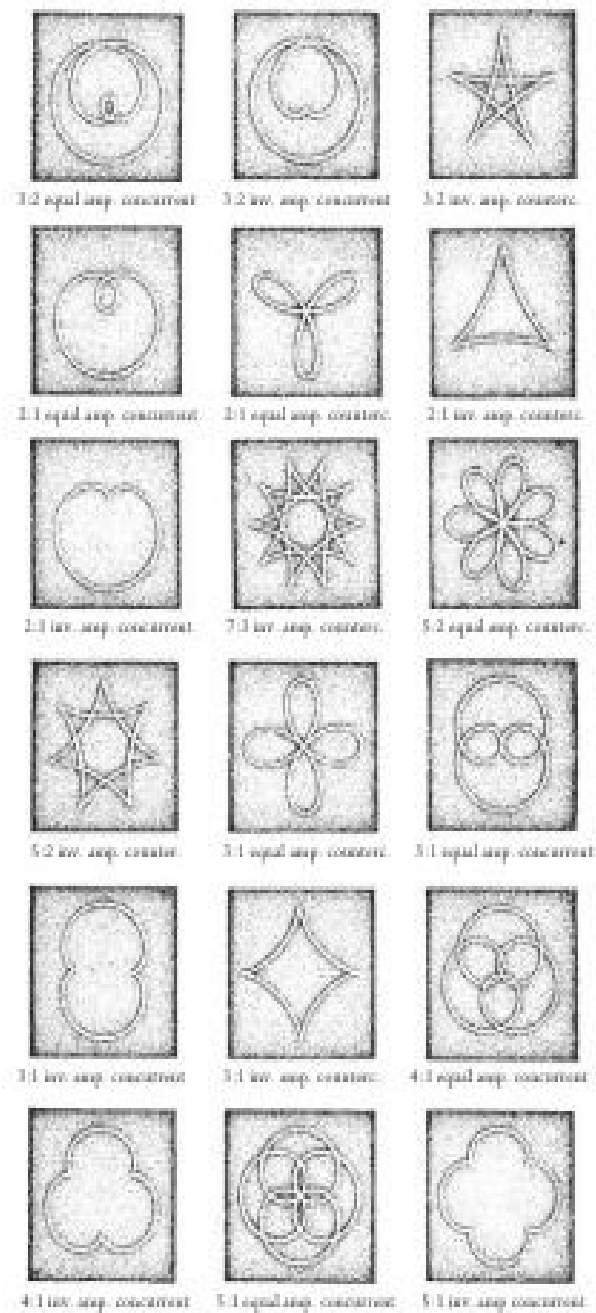 3:2 equal amp. concurrent
3:2 inv. amp. concurrent
3:2 inv. amp. counterc.
2:1 equal amp. concurrent
2:1 equal amp. counterc.
2:1 inv. amp. counterc.
2:1 inv. amp. concurrent
7:3 inv. amp. counterc.
5:2 equal amp. counterc.
5:2 inv. amp. counter.
3:1 equal amp. counterc.
3:1 equal amp. concurrent
3:1 inv. amp. concurrent
3:1 inv. amp. counterc.
4:1 equal amp. concurrent
4:1 inv. amp. concurrent
5:1 equal amp. concurrent
5:1 inv. amp. concurrent